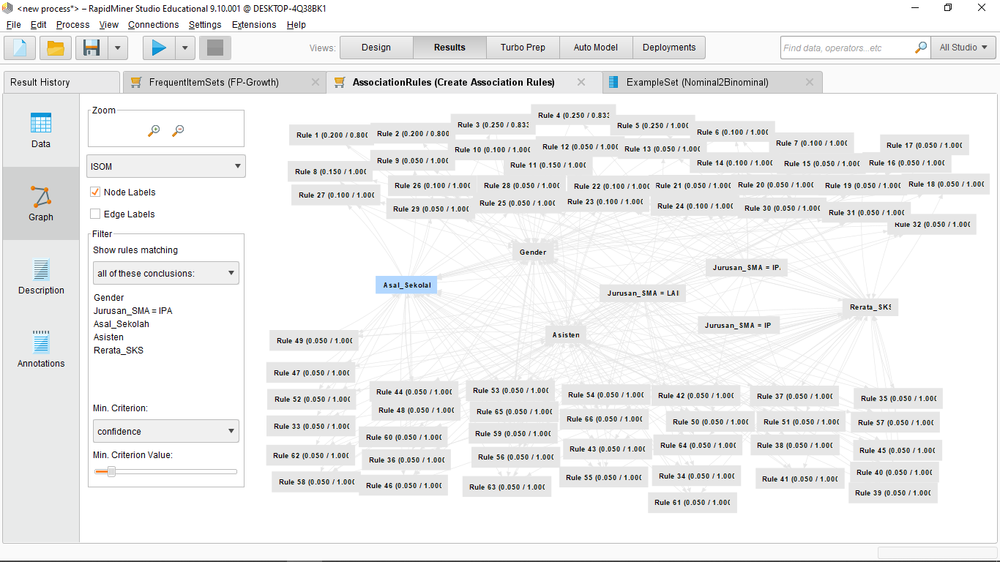 <new process*> – RapidMiner Studio Educational 9.10.001 @ DESKTOP-4Q38BK1
File Edit Process View Connections Settings Extensions Help
Views: Design Results Turbo Prep Auto Model Deployments
Find data, operators...etc All Studio
Result History
FrequentItemSets (FP-Growth)
AssociationRules (Create Association Rules)
ExampleSet (Nominal2Binominal)
Data
Graph
Description
Annotations
Zoom
ISOM
Node Labels
Edge Labels
Filter
Show rules matching
all of these conclusions:
Gender
Jurusan_SMA = IPA
Asal_Sekolah
Asisten
Rerata_SKS
Min. Criterion:
confidence
Min. Criterion Value:
Rule 4 (0.250 / 0.833
Rule 3 (0.250 / 0.833
Rule 5 (0.250 / 1.000
Rule 1 (0.200 / 0.800
Rule 2 (0.200 / 0.800
Rule 6 (0.100 / 1.000
Rule 7 (0.100 / 1.000
Rule 17 (0.050 / 1.000
Rule 10 (0.100 / 1.000
Rule 12 (0.050 / 1.000
Rule 13 (0.050 / 1.000
Rule 9 (0.050 / 1.000
Rule 11 (0.150 / 1.000
Rule 14 (0.100 / 1.000
Rule 15 (0.050 / 1.000
Rule 16 (0.050 / 1.000
Rule 8 (0.150 / 1.000
Rule 26 (0.100 / 1.000
Rule 28 (0.050 / 1.000
Rule 22 (0.100 / 1.000
Rule 21 (0.050 / 1.000
Rule 20 (0.050 / 1.000
Rule 19 (0.050 / 1.000
Rule 18 (0.050 / 1.000
Rule 27 (0.100 / 1.000
Rule 29 (0.050 / 1.000
Rule 25 (0.050 / 1.000
Rule 23 (0.100 / 1.000
Rule 24 (0.100 / 1.000
Rule 30 (0.050 / 1.000
Rule 31 (0.050 / 1.000
Rule 32 (0.050 / 1.000
Gender
Jurusan_SMA = IP
Asal_Sekolal
Jurusan_SMA = LAI
Rerata_SKS
Jurusan_SMA = IP
Asisten
Rule 49 (0.050 / 1.000
Rule 47 (0.050 / 1.000
Rule 44 (0.050 / 1.000
Rule 53 (0.050 / 1.000
Rule 54 (0.050 / 1.000
Rule 42 (0.050 / 1.000
Rule 37 (0.050 / 1.000
Rule 35 (0.050 / 1.000
Rule 52 (0.050 / 1.000
Rule 48 (0.050 / 1.000
Rule 65 (0.050 / 1.000
Rule 66 (0.050 / 1.000
Rule 50 (0.050 / 1.000
Rule 51 (0.050 / 1.000
Rule 57 (0.050 / 1.000
Rule 33 (0.050 / 1.000
Rule 60 (0.050 / 1.000
Rule 59 (0.050 / 1.000
Rule 43 (0.050 / 1.000
Rule 64 (0.050 / 1.000
Rule 38 (0.050 / 1.000
Rule 45 (0.050 / 1.000
Rule 62 (0.050 / 1.000
Rule 36 (0.050 / 1.000
Rule 56 (0.050 / 1.000
Rule 55 (0.050 / 1.000
Rule 34 (0.050 / 1.000
Rule 41 (0.050 / 1.000
Rule 40 (0.050 / 1.000
Rule 58 (0.050 / 1.000
Rule 46 (0.050 / 1.000
Rule 63 (0.050 / 1.000
Rule 39 (0.050 / 1.000
Rule 61 (0.050 / 1.000